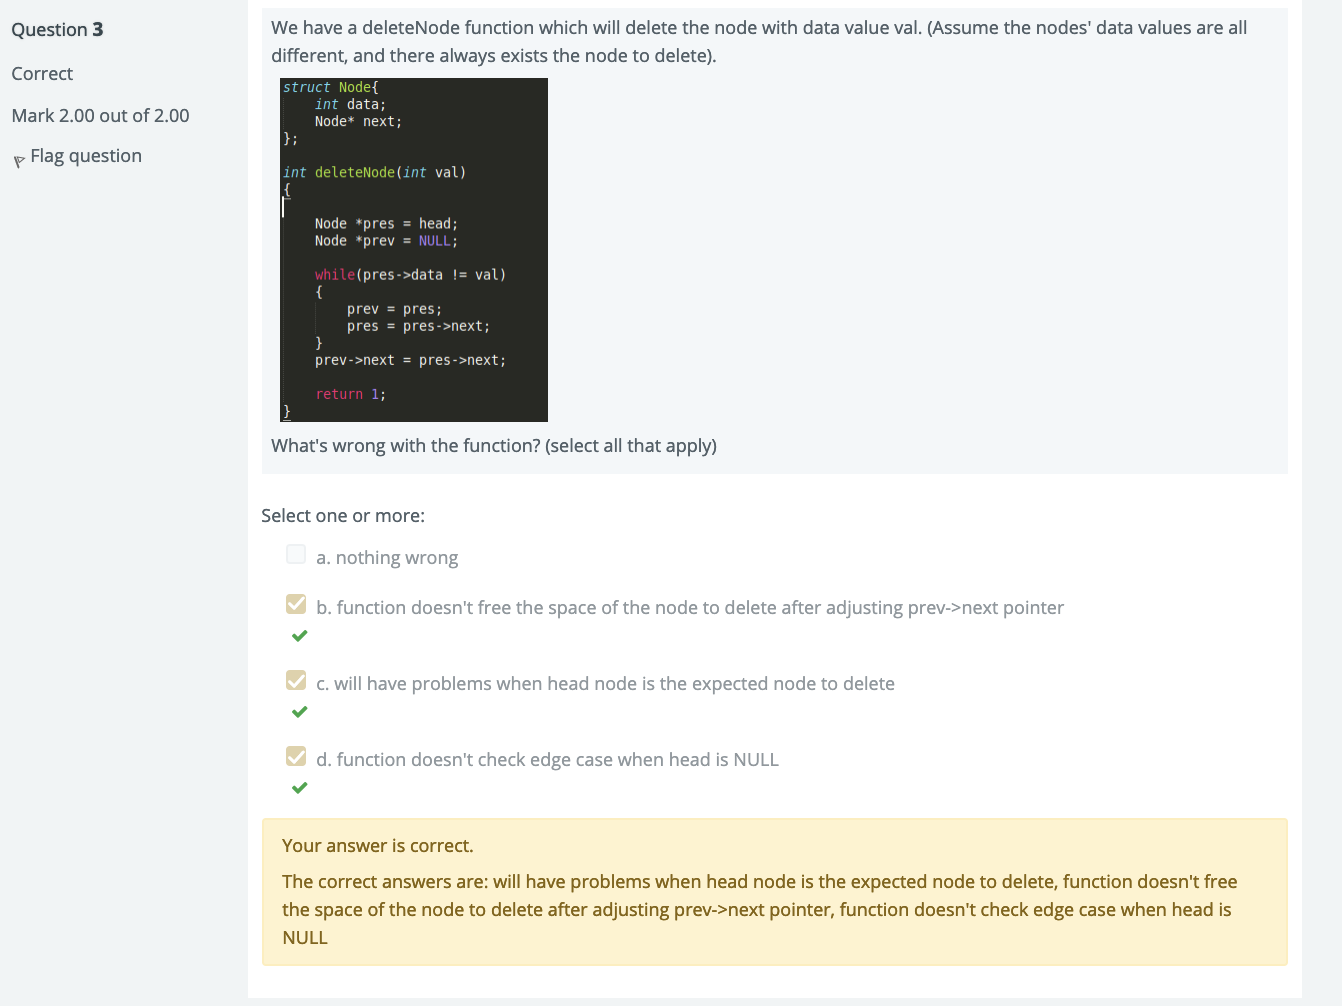 Question 3
Correct
Mark 2.00 out of 2.00
Flag question
We have a deleteNode function which will delete the node with data value val. (Assume the nodes' data values are all
different, and there always exists the node to delete).
struct Node{
    int data;
    Node* next;
};
int deleteNode(int val)
{
    Node *pres = head;
    Node *prev = NULL;
    while(pres->data != val)
    {
        prev = pres;
        pres = pres->next;
    }
    prev->next = pres->next;
    return 1;
}
What's wrong with the function? (select all that apply)
Select one or more:
a. nothing wrong
b. function doesn't free the space of the node to delete after adjusting prev->next pointer
c. will have problems when head node is the expected node to delete
d. function doesn't check edge case when head is NULL
Your answer is correct.
The correct answers are: will have problems when head node is the expected node to delete, function doesn't free
the space of the node to delete after adjusting prev->next pointer, function doesn't check edge case when head is
NULL